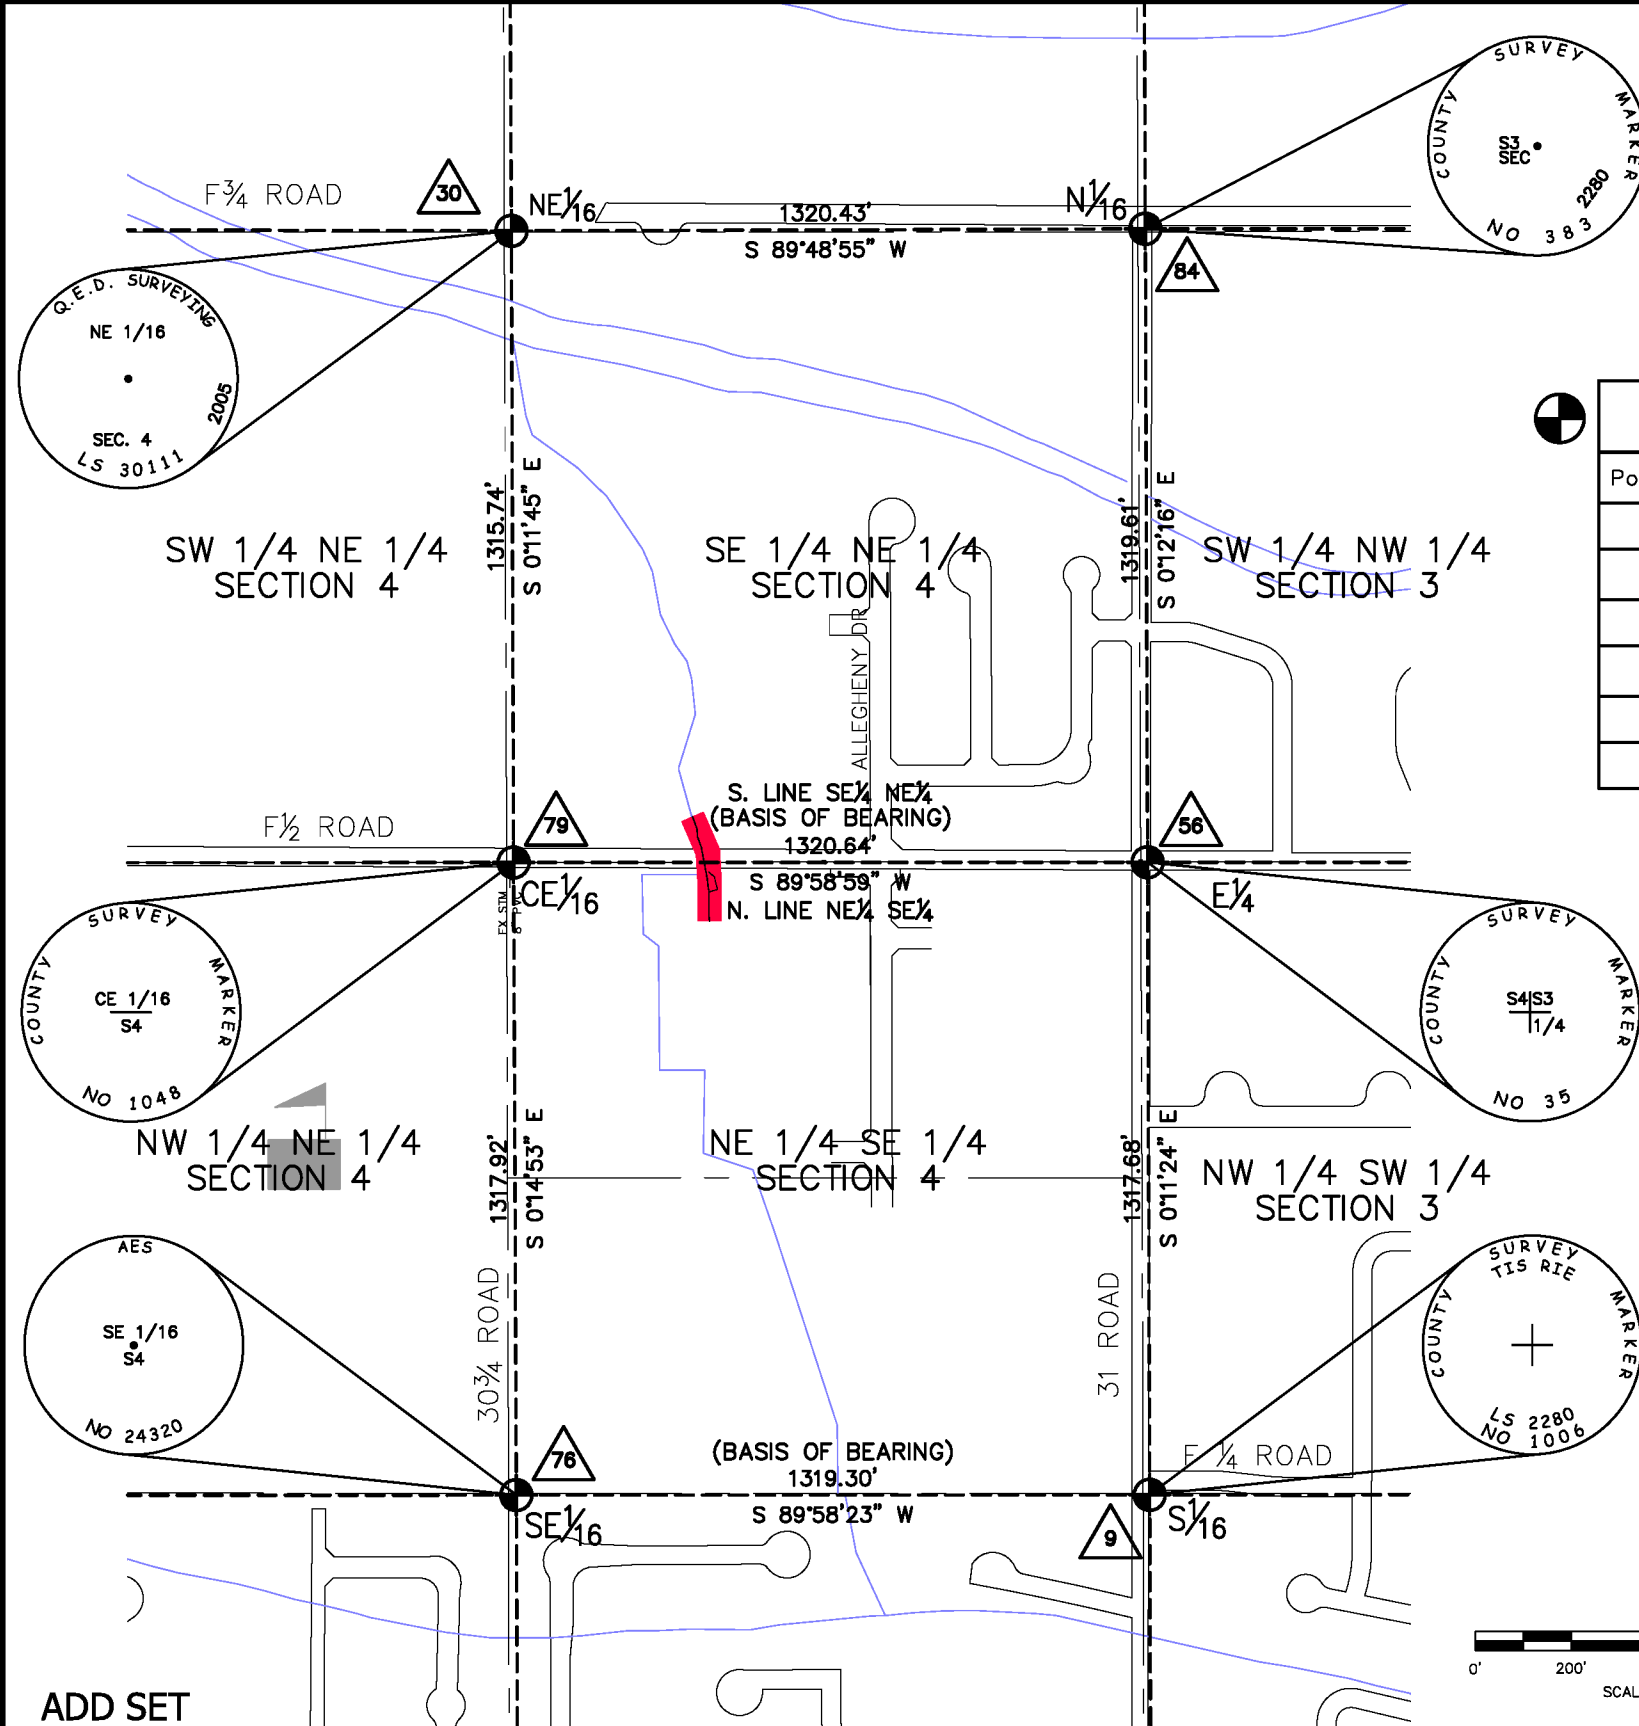 SURVEY
COUNTY
MARKER
S3
SEC
2280
NO 383
F¾ ROAD
30
NE1/16
1320.43'
S 89°48'55" W
N1/16
84
Q.E.D. SURVEYING
NE 1/16
2005
SEC. 4
LS 30111
1315.74'
S 0°11'45" E
1319.61'
S 0°12'16" E
Po
SW 1/4 NE 1/4
SECTION 4
SE 1/4 NE 1/4
SECTION 4
SW 1/4 NW 1/4
SECTION 3
ALLEGHENY DR
F½ ROAD
79
S. LINE SE¼ NE¼
(BASIS OF BEARING)
1320.64'
S 89°58'59" W
N. LINE NE¼ SE¼
56
CE1/16
EX STM
8" PVC
E¼
SURVEY
COUNTY
MARKER
CE 1/16
S4
NO 1048
SURVEY
COUNTY
MARKER
S4 S3
1/4
NO 35
NW 1/4 NE 1/4
SECTION 4
1317.92'
S 0°14'53" E
NE 1/4 SE 1/4
SECTION 4
1317.68'
S 0°11'24" E
NW 1/4 SW 1/4
SECTION 3
AES
SE 1/16
S4
NO 24320
30¾ ROAD
31 ROAD
SURVEY
TIS RIE
COUNTY
MARKER
LS 2280
NO 1006
76
(BASIS OF BEARING)
1319.30'
S 89°58'23" W
F ¼ ROAD
SE1/16
9
S1/16
0'
200'
SCAL
ADD SET